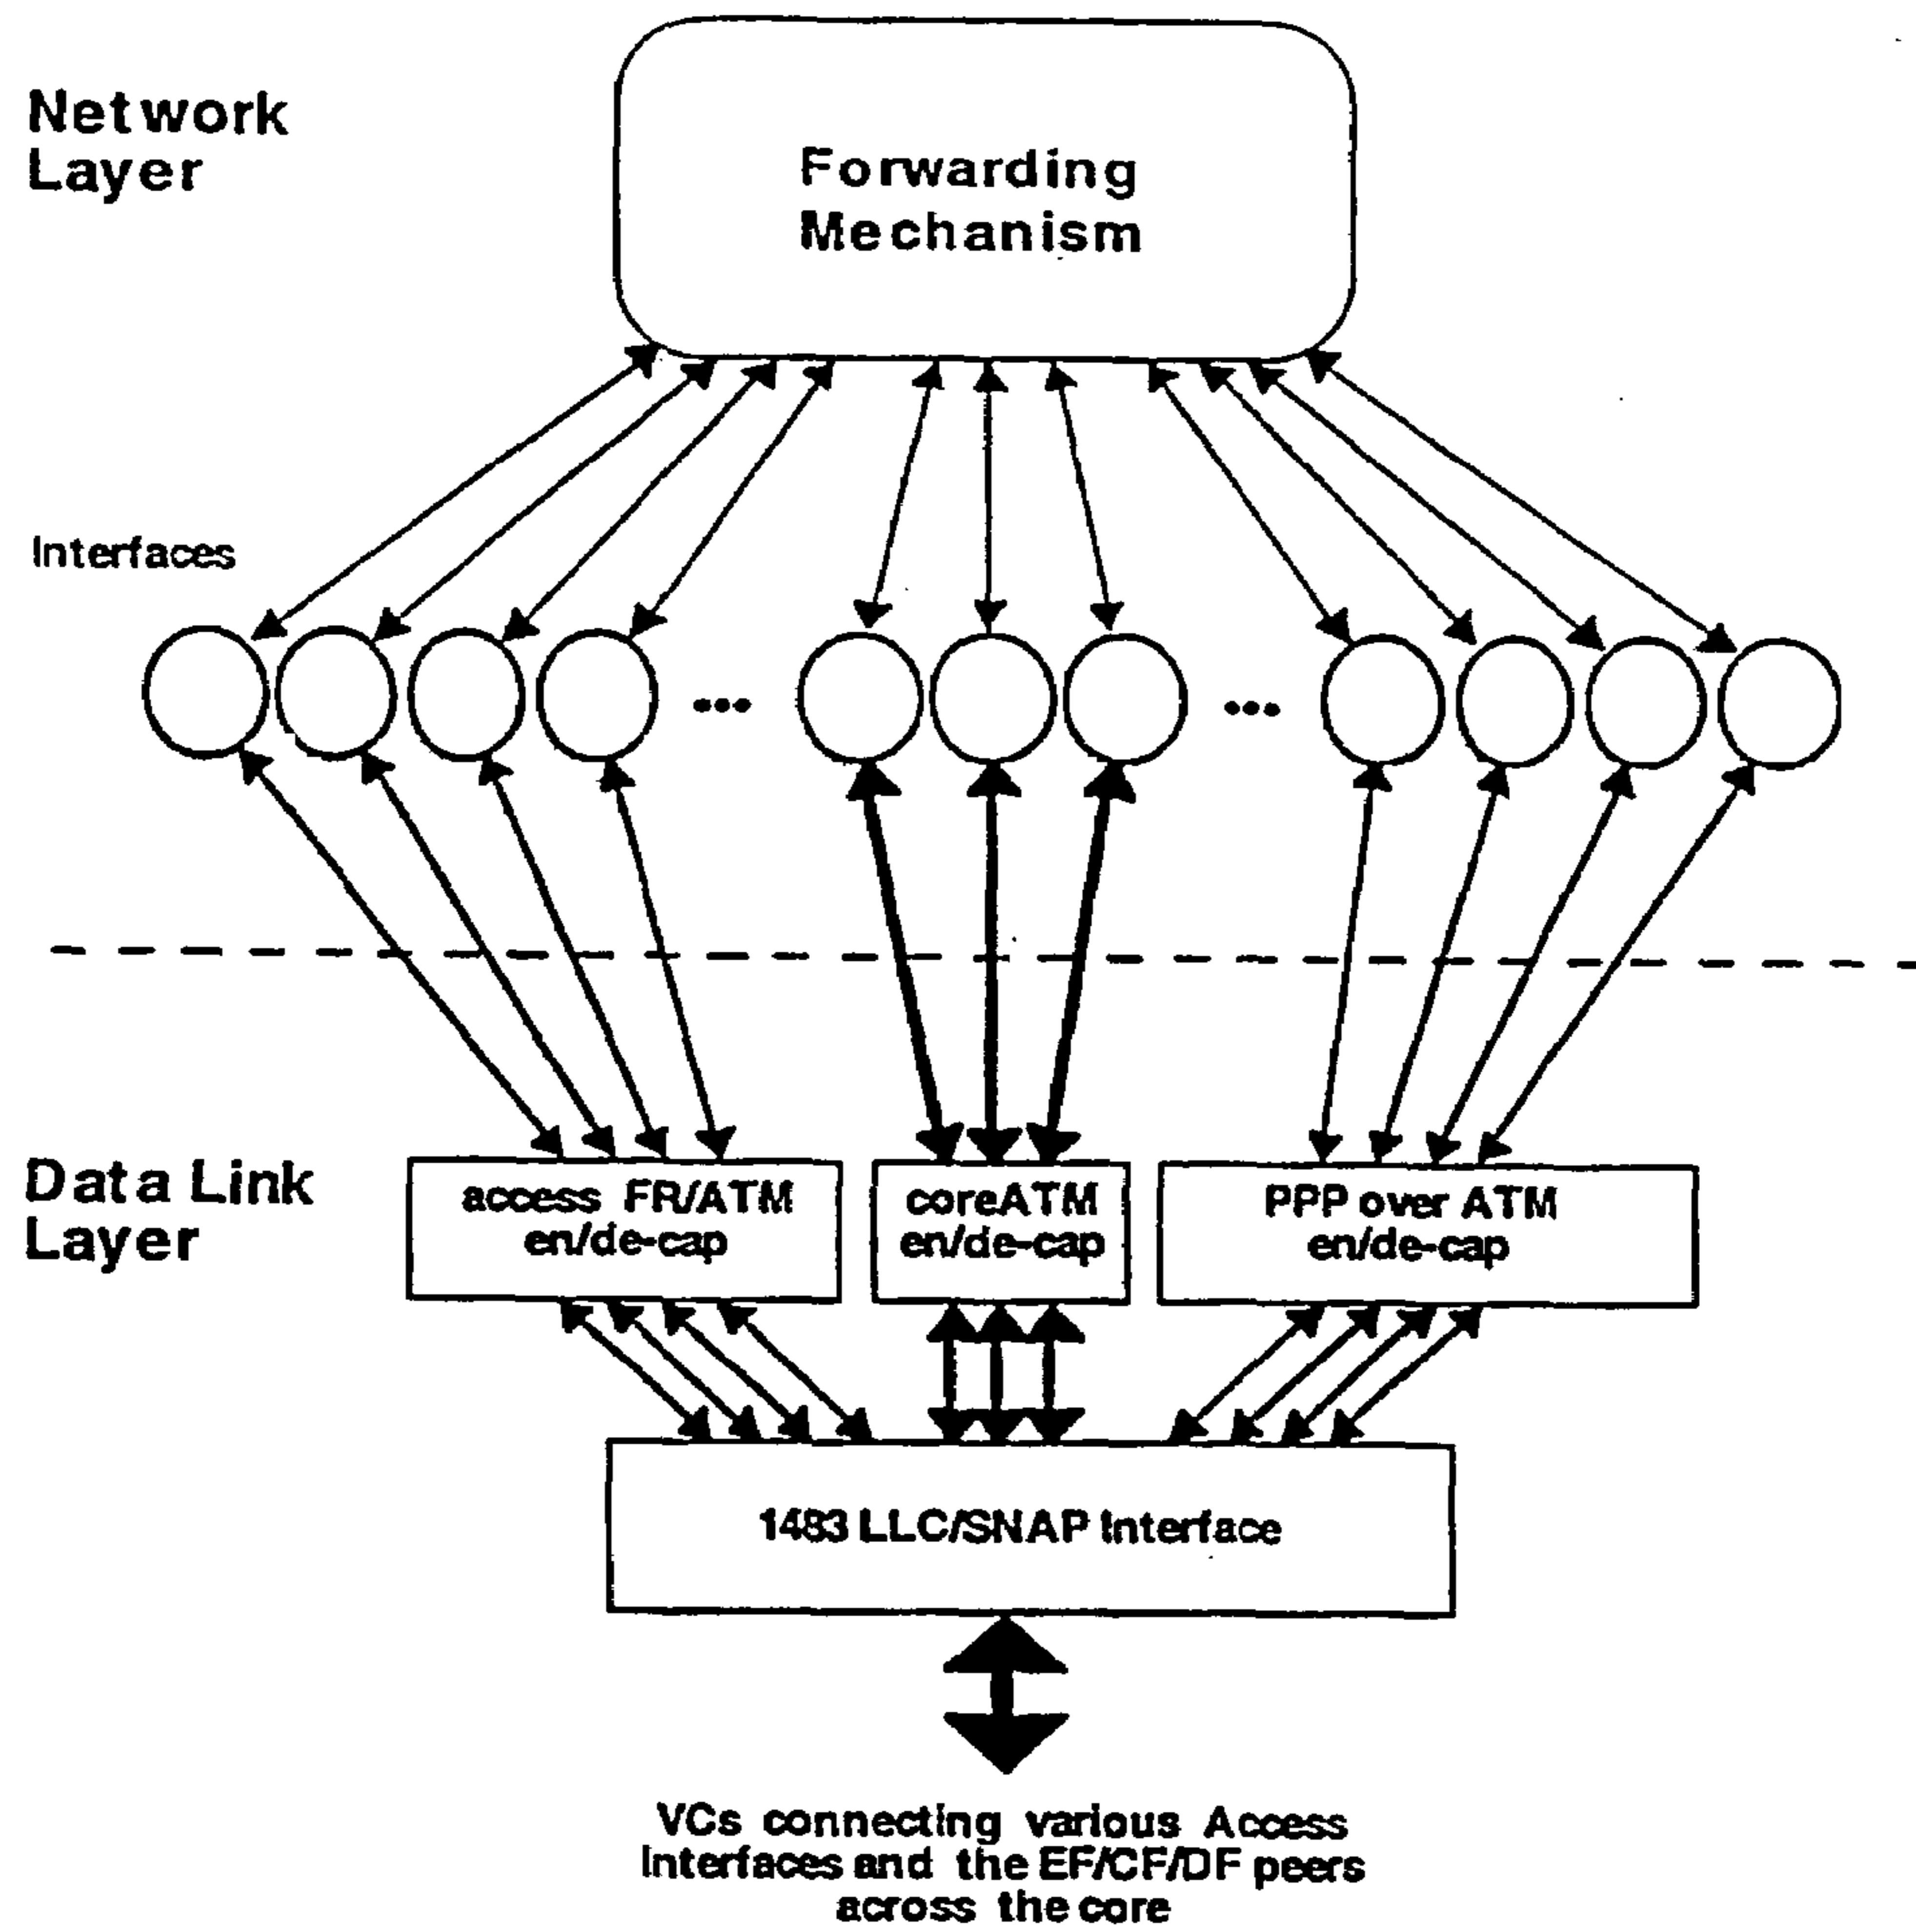 Network
Layer
Forwarding
Mechanism
Interfaces
...
...
Data Link
Layer
access FR/ATM
en/de-cap
coreATM
en/de-cap
PPP over ATM
en/de-cap
1483 LLC/SNAP Interface
VCs connecting various Access
Interfaces and the EF/CF/DF peers
across the core